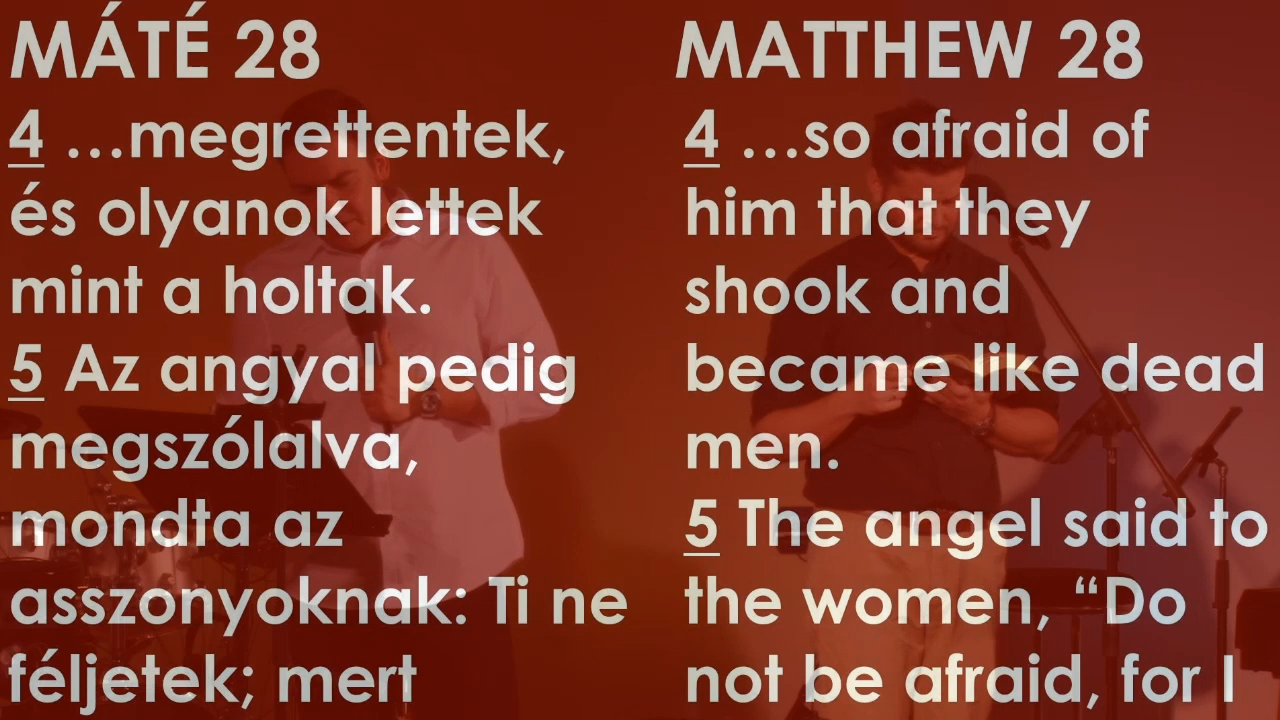 MÁTÉ 28
4 …megrettentek,
és olyanok lettek
mint a holtak.
5 Az angyal pedig
megszólalva,
mondta az
asszonyoknak: Ti ne
féljetek; mert
MATTHEW 28
4 …so afraid of
him that they
shook and
became like dead
men.
5 The angel said to
the women, “Do
not be afraid, for I